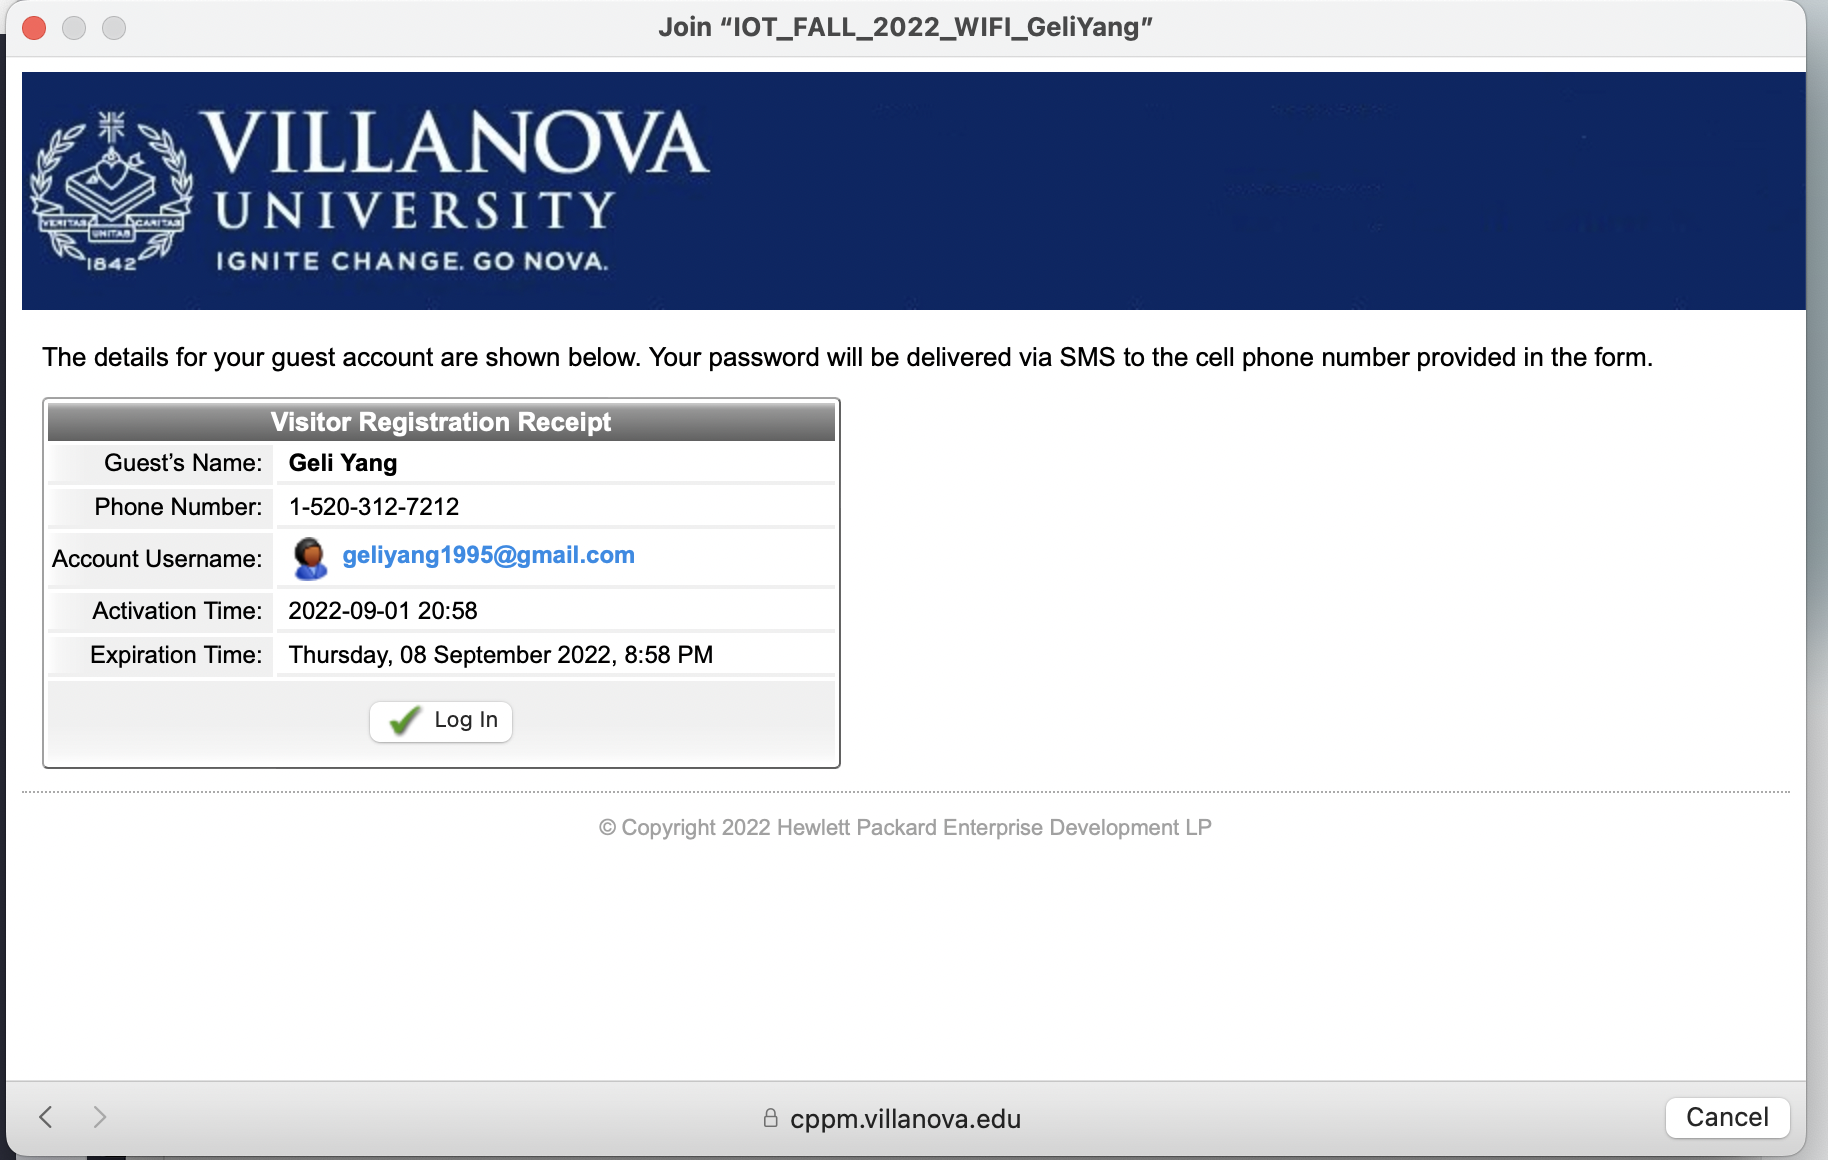 Join “IOT_FALL_2022_WIFI_GeliYang”
VILLANOVA
UNIVERSITY
IGNITE CHANGE. GO NOVA.
VERITAS UNITAS CARITAS
1842
The details for your guest account are shown below. Your password will be delivered via SMS to the cell phone number provided in the form.
Visitor Registration Receipt
Guest’s Name: Geli Yang
Phone Number: 1-520-312-7212
Account Username: geliyang1995@gmail.com
Activation Time: 2022-09-01 20:58
Expiration Time: Thursday, 08 September 2022, 8:58 PM
Log In
© Copyright 2022 Hewlett Packard Enterprise Development LP
cppm.villanova.edu
Cancel